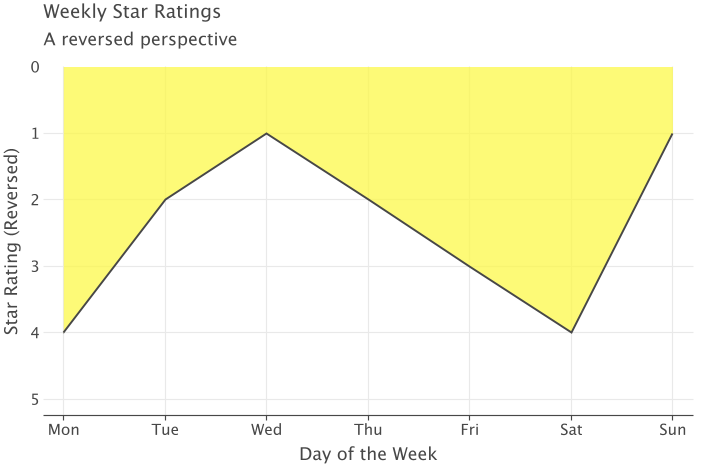 Weekly Star Ratings
A reversed perspective
Star Rating (Reversed)
0
1
2
3
4
5
Mon Tue Wed Thu Fri Sat Sun
Day of the Week